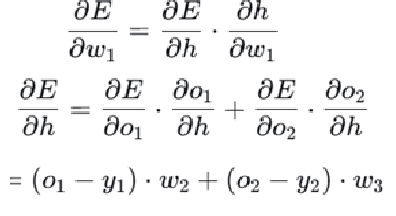 ∂E/∂w₁ = ∂E/∂h · ∂h/∂w₁
∂E/∂h = ∂E/∂o₁ · ∂o₁/∂h + ∂E/∂o₂ · ∂o₂/∂h
= (o₁ − y₁) · w₂ + (o₂ − y₂) · w₃